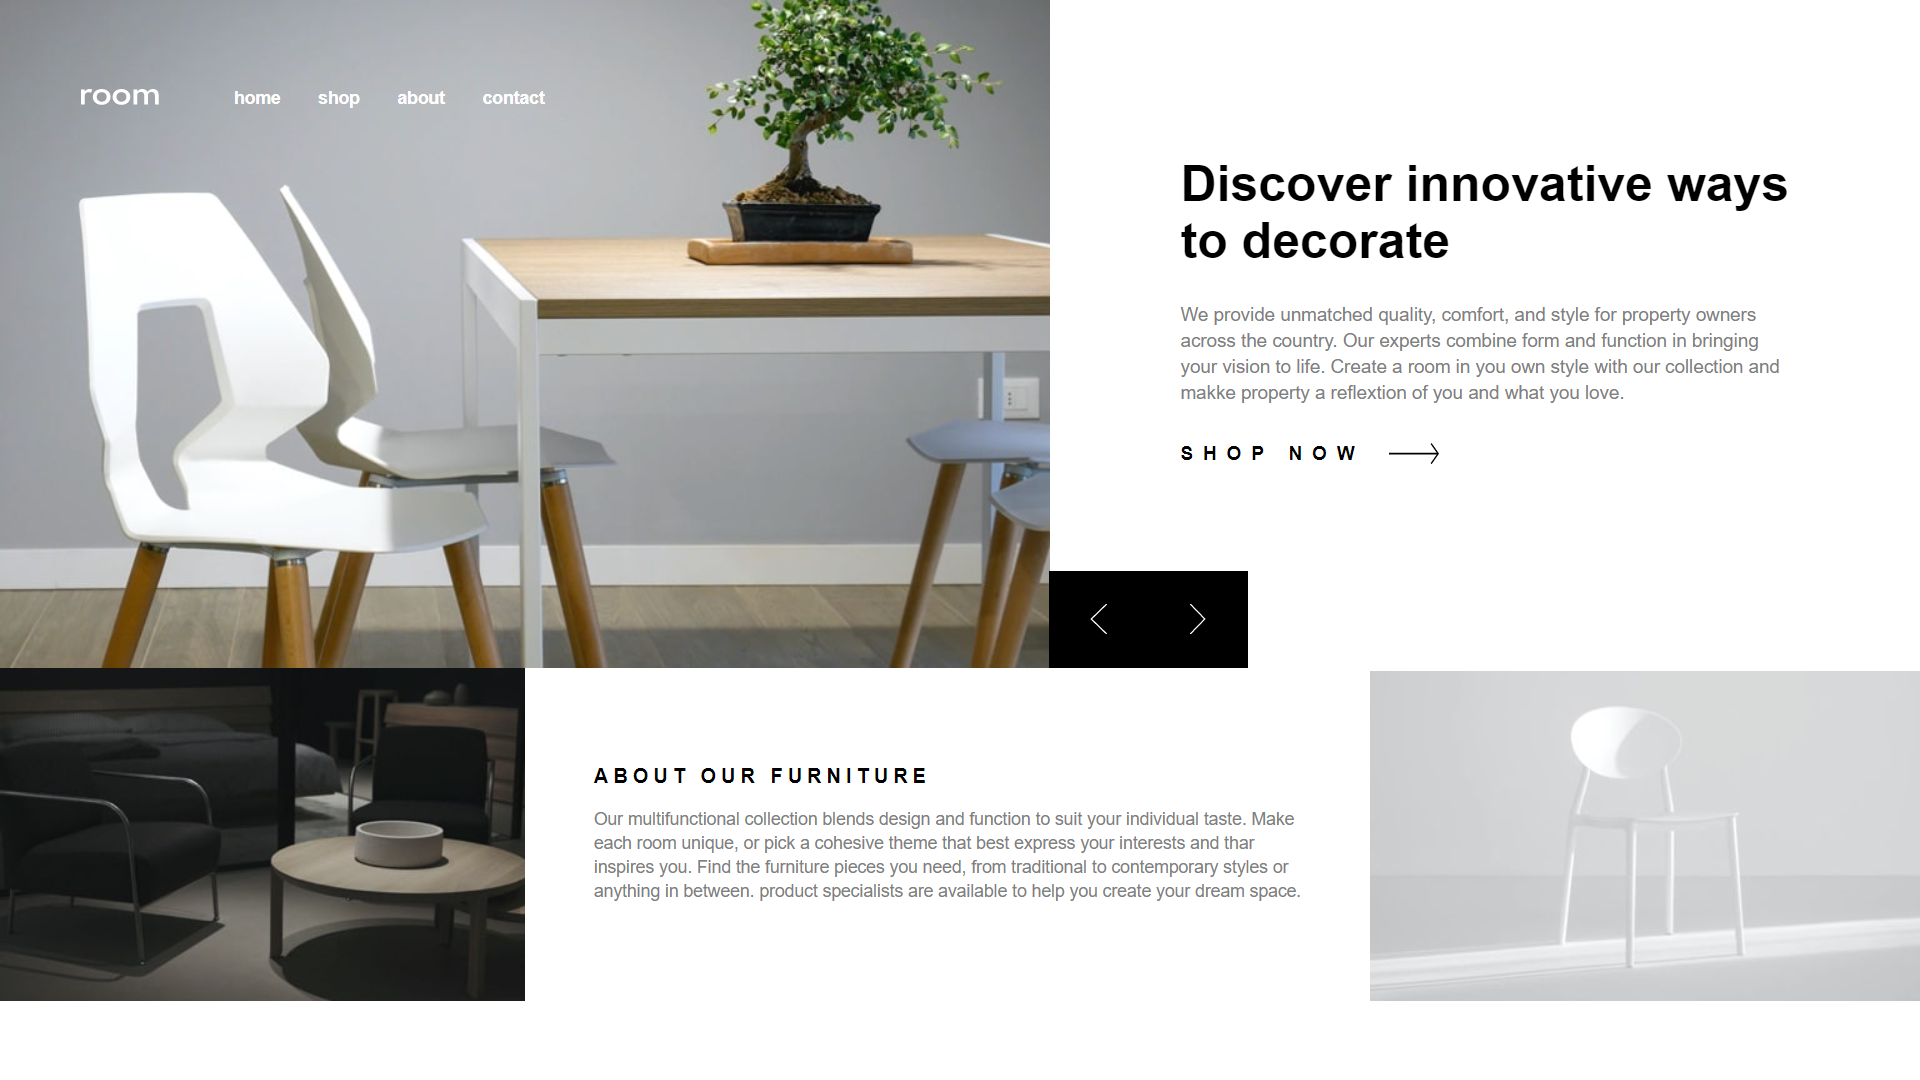 room
home
shop
about
contact
Discover innovative ways
to decorate
We provide unmatched quality, comfort, and style for property owners
across the country. Our experts combine form and function in bringing
your vision to life. Create a room in you own style with our collection and
makke property a reflextion of you and what you love.
SHOP NOW
ABOUT OUR FURNITURE
Our multifunctional collection blends design and function to suit your individual taste. Make
each room unique, or pick a cohesive theme that best express your interests and thar
inspires you. Find the furniture pieces you need, from traditional to contemporary styles or
anything in between. product specialists are available to help you create your dream space.